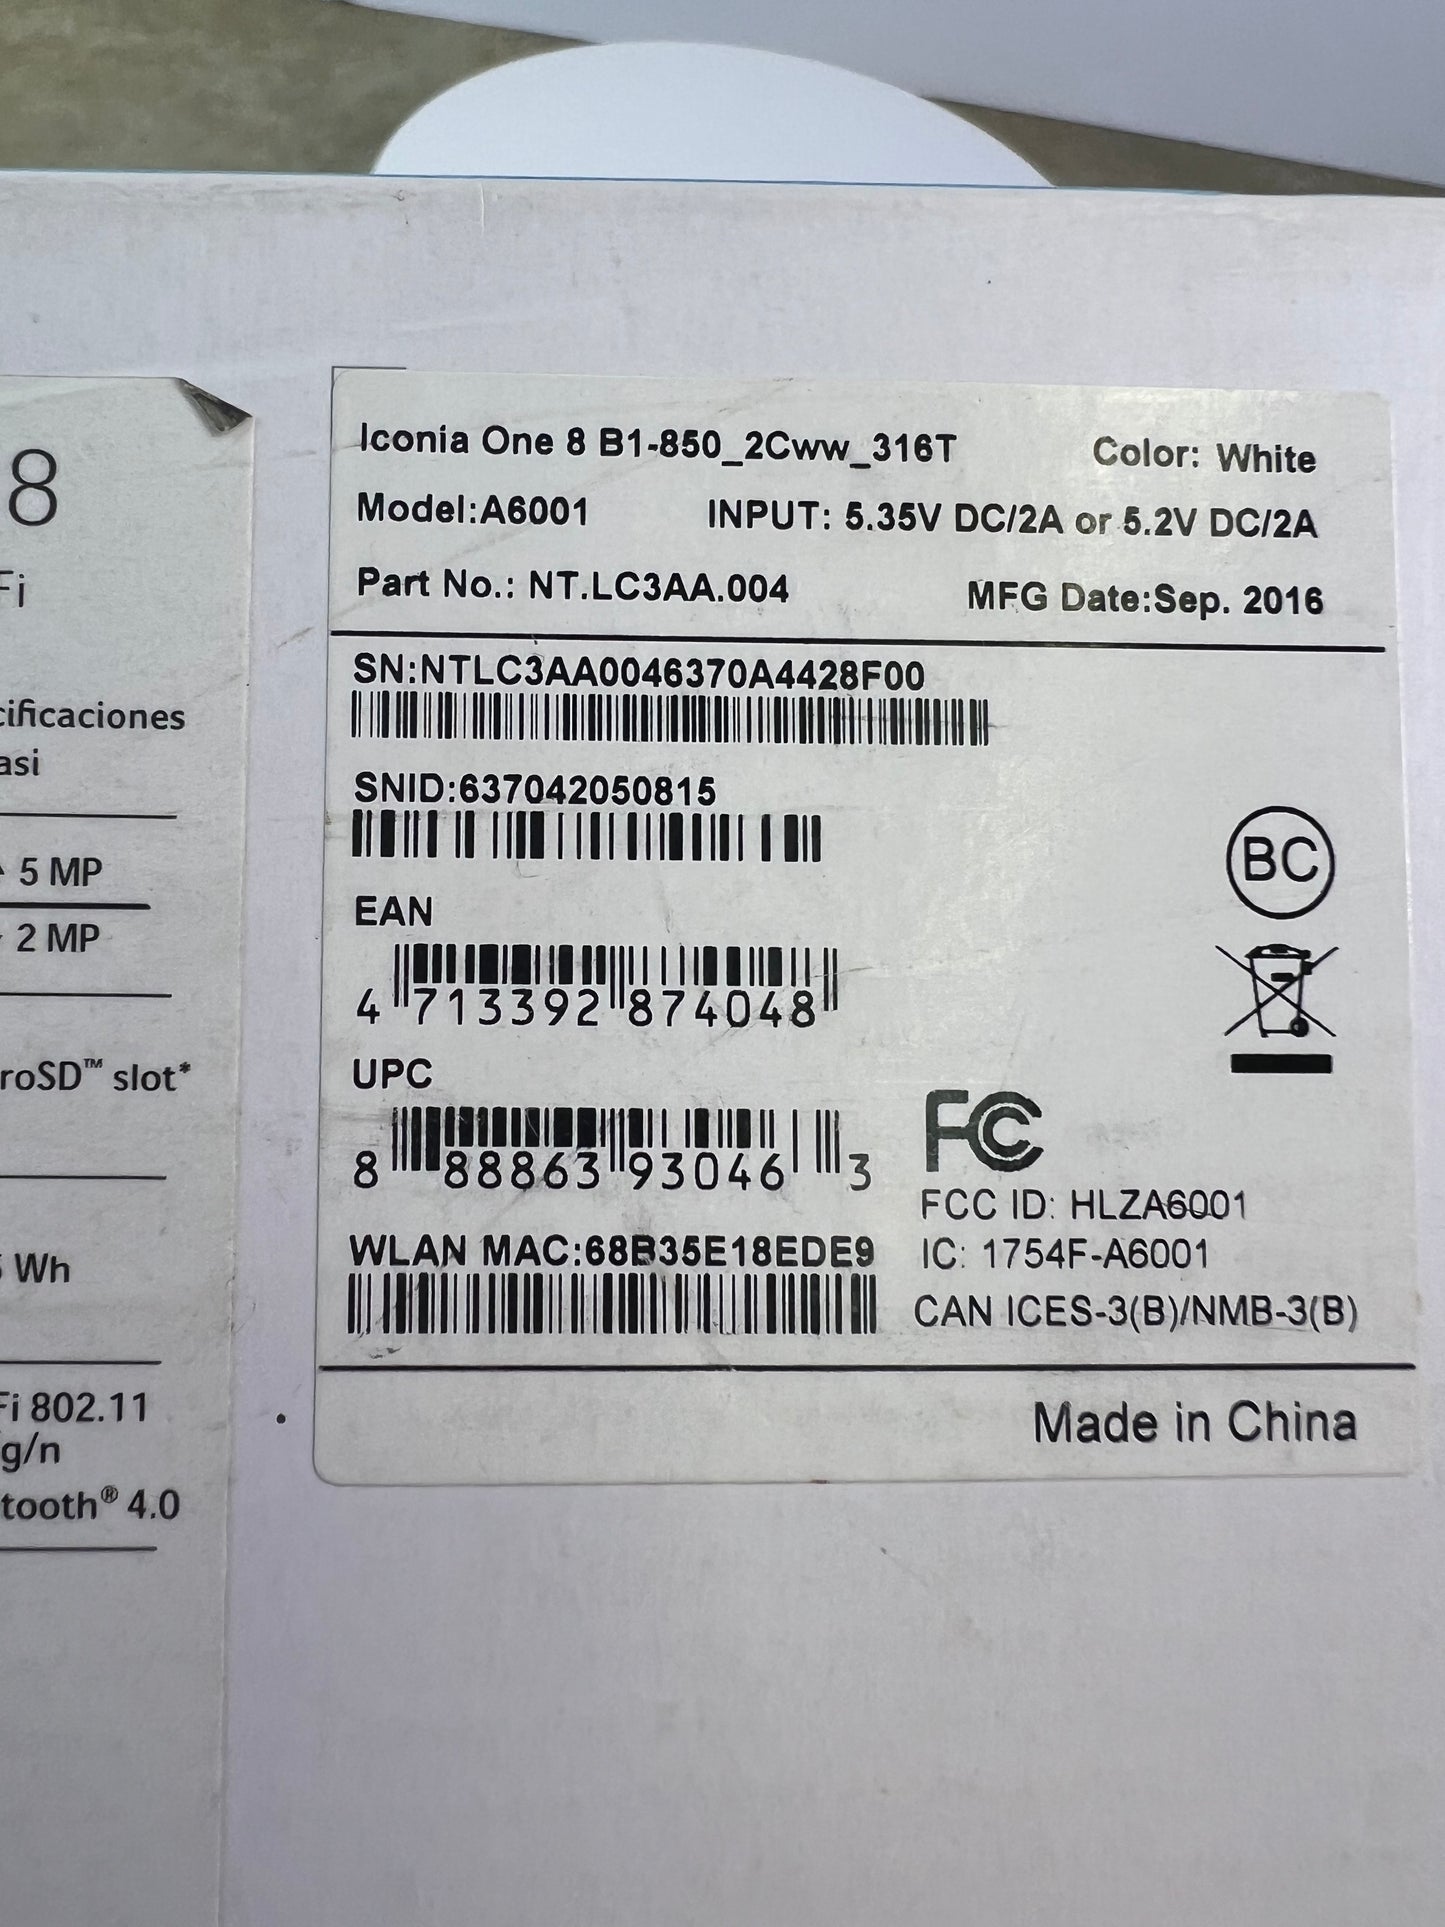 8
Fi
cificaciones
asi
5 MP
2 MP
roSD™ slot*
Wh
Fi 802.11
g/n
tooth® 4.0
Iconia One 8 B1-850_2Cww_316T Color: White
Model:A6001 INPUT: 5.35V DC/2A or 5.2V DC/2A
Part No.: NT.LC3AA.004 MFG Date:Sep. 2016
SN:NTLC3AA0046370A4428F00
SNID:637042050815
BC
EAN
4 713392 874048
UPC
8 88863 93046 3
FC
FCC ID: HLZA6001
WLAN MAC:68B35E18EDE9 IC: 1754F-A6001
CAN ICES-3(B)/NMB-3(B)
Made in China